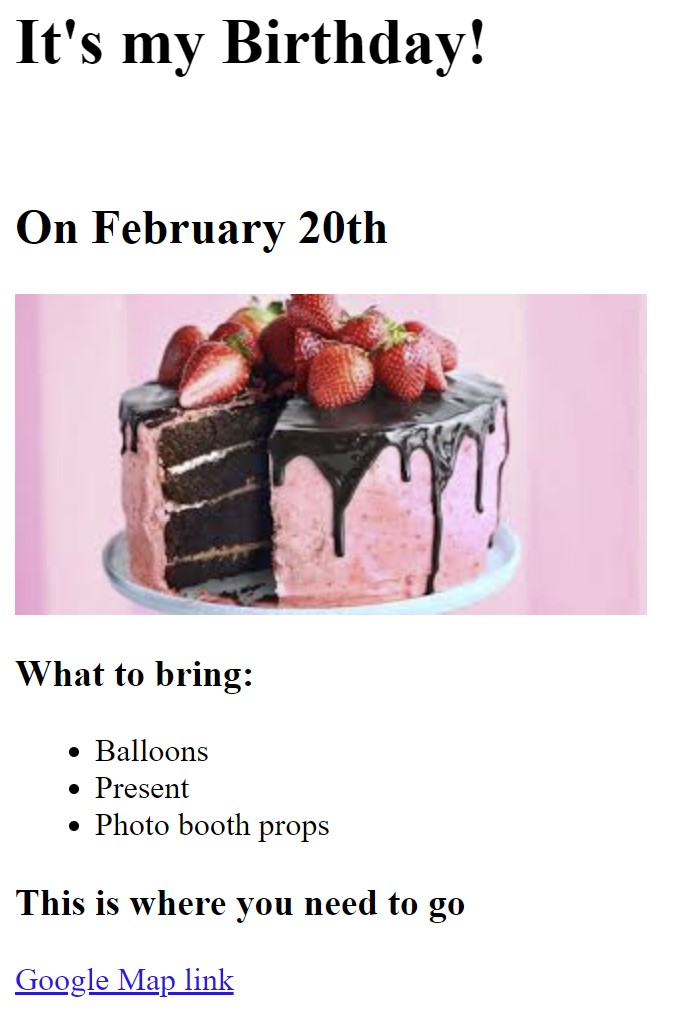 It's my Birthday!
On February 20th
What to bring:
Balloons
Present
Photo booth props
This is where you need to go
Google Map link